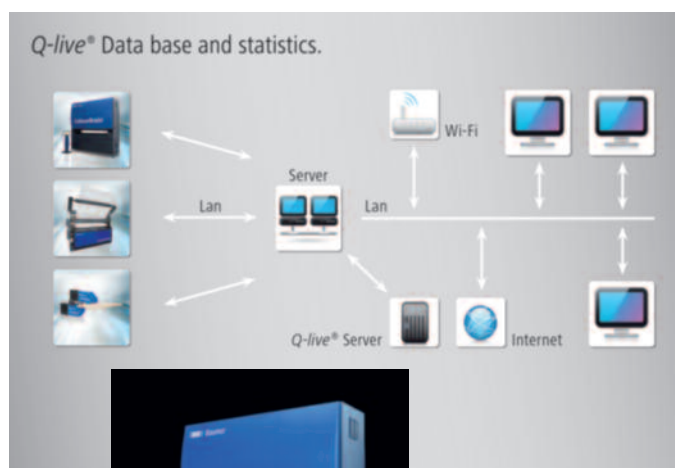 Q-live® Data base and statistics.
Wi-Fi
Server
Lan
Lan
Q-live® Server
Internet